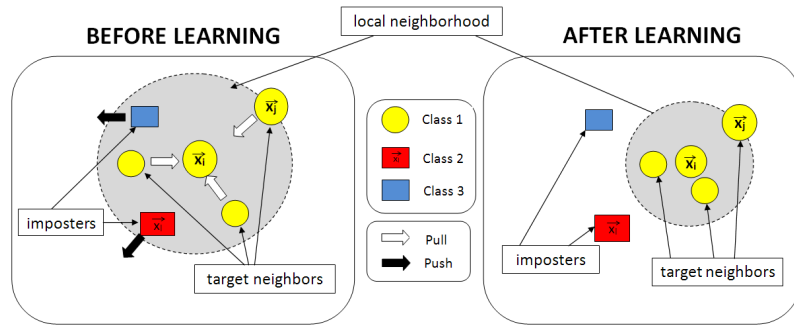 local neighborhood
BEFORE LEARNING
AFTER LEARNING
x⃗j
x⃗i
x⃗l
imposters
target neighbors
Class 1
x⃗l
Class 2
Class 3
Pull
Push
x⃗j
x⃗i
x⃗l
imposters
target neighbors